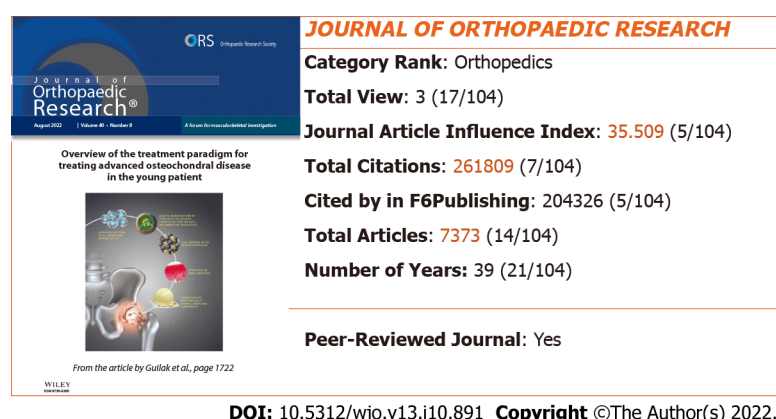 ORS Orthopaedic Research Society
Journal of
Orthopaedic
Research®
August 2022 | Volume 40 • Number 8 A forum for musculoskeletal investigation
Overview of the treatment paradigm for
treating advanced osteochondral disease
in the young patient
From the article by Guilak et al., page 1722
WILEY
JOURNAL OF ORTHOPAEDIC RESEARCH
Category Rank: Orthopedics
Total View: 3 (17/104)
Journal Article Influence Index: 35.509 (5/104)
Total Citations: 261809 (7/104)
Cited by in F6Publishing: 204326 (5/104)
Total Articles: 7373 (14/104)
Number of Years: 39 (21/104)
Peer-Reviewed Journal: Yes
DOI: 10.5312/wjo.v13.i10.891 Copyright ©The Author(s) 2022.